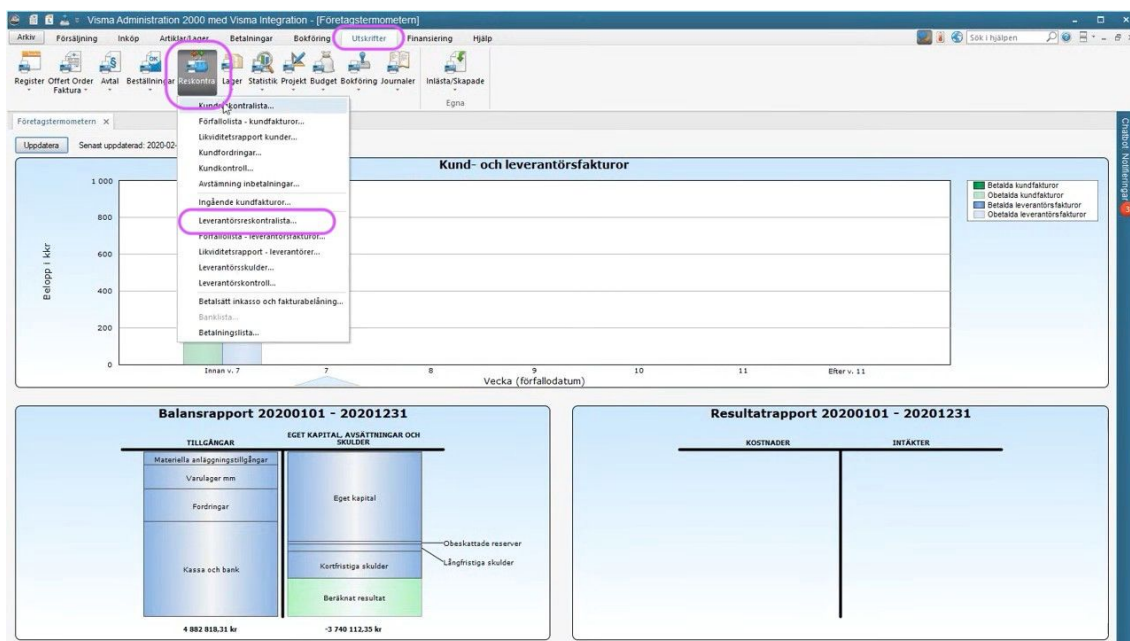 Visma Administration 2000 med Visma Integration - [Företagstermometern]
Arkiv Försäljning Inköp Artiklar/Lager Betalningar Bokföring Utskrifter Finansiering Hjälp
Sök i hjälpen
Register Offert Order Avtal Beställningar Reskontra Lager Statistik Projekt Budget Bokföring Journaler Inlästa/Skapade
Faktura
Egna
Kundreskontralista...
Företagstermometern
Förfallolista - kundfakturor...
Likviditetsrapport kunder...
Uppdatera Senast uppdaterad: 2020-02-
Kundfordringar...
Kundkontroll...
Avstämning inbetalningar...
Ingående kundfakturor...
Leverantörsreskontralista...
Förfallolista - leverantörsfakturor...
Likviditetsrapport - leverantörer...
Leverantörsskulder...
Leverantörskontroll...
Betalsätt inkasso och fakturabelåning...
Banklista...
Betalningslista...
Chatbot Notifieringar
3
Kund- och leverantörsfakturor
Betalda kundfakturor
Obetalda kundfakturor
Betalda leverantörsfakturor
Obetalda leverantörsfakturor
Belopp i kkr
1 000
800
600
400
200
0
Innan v. 7 7 8 9 10 11 Efter v. 11
Vecka (förfallodatum)
Balansrapport 20200101 - 20201231
TILLGÅNGAR
EGET KAPITAL, AVSÄTTNINGAR OCH
SKULDER
Materiella anläggningstillgångar
Varulager mm
Fordringar
Kassa och bank
Eget kapital
Obeskattade reserver
Långfristiga skulder
Kortfristiga skulder
Beräknat resultat
4 882 818,31 kr
-3 740 112,35 kr
Resultatrapport 20200101 - 20201231
KOSTNADER INTÄKTER